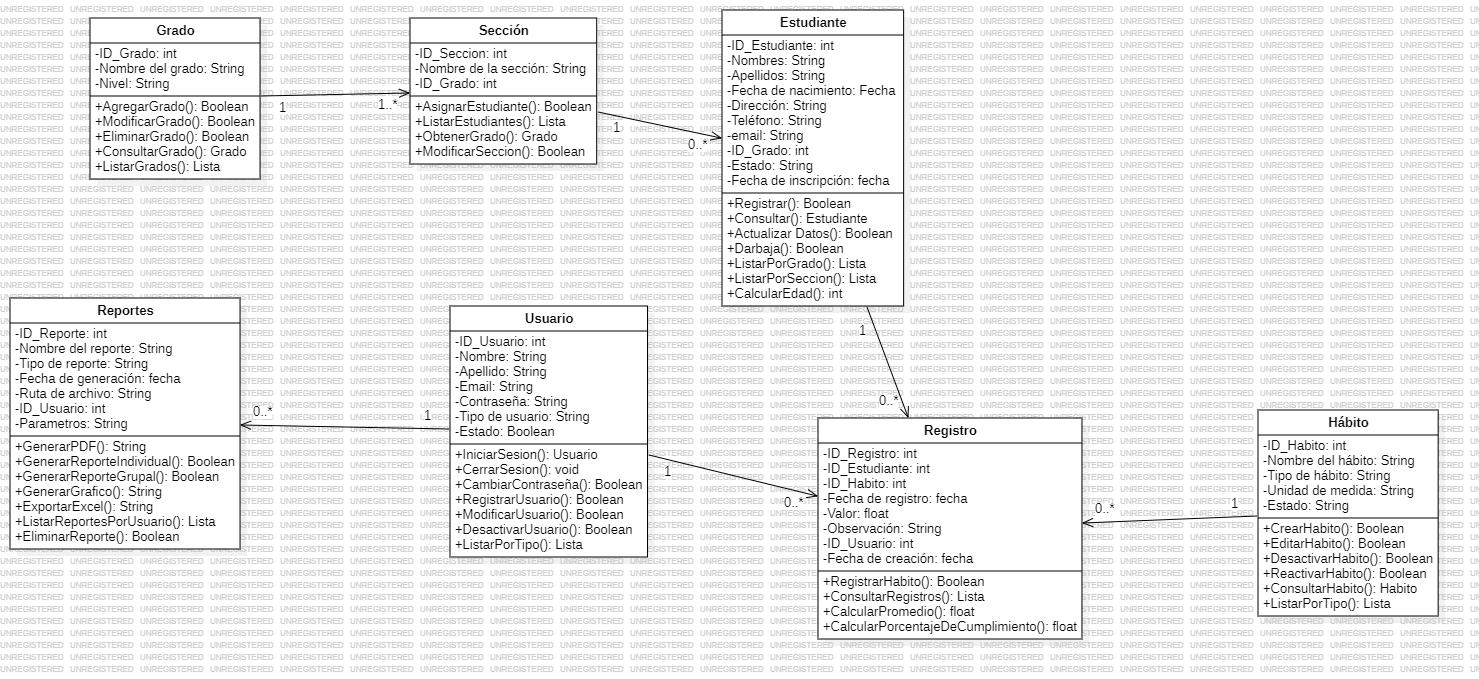 Grado
-ID_Grado: int
-Nombre del grado: String
-Nivel: String
+AgregarGrado(): Boolean
+ModificarGrado(): Boolean
+EliminarGrado(): Boolean
+ConsultarGrado(): Grado
+ListarGrados(): Lista
1
1..*
Sección
-ID_Seccion: int
-Nombre de la sección: String
-ID_Grado: int
+AsignarEstudiante(): Boolean
+ListarEstudiantes(): Lista
+ObtenerGrado(): Grado
+ModificarSeccion(): Boolean
1
0..*
Estudiante
-ID_Estudiante: int
-Nombres: String
-Apellidos: String
-Fecha de nacimiento: Fecha
-Dirección: String
-Teléfono: String
-email: String
-ID_Grado: int
-Estado: String
-Fecha de inscripción: fecha
+Registrar(): Boolean
+Consultar(): Estudiante
+Actualizar Datos(): Boolean
+Darbaja(): Boolean
+ListarPorGrado(): Lista
+ListarPorSeccion(): Lista
+CalcularEdad(): int
1
0..*
Reportes
-ID_Reporte: int
-Nombre del reporte: String
-Tipo de reporte: String
-Fecha de generación: fecha
-Ruta de archivo: String
-ID_Usuario: int
-Parametros: String
+GenerarPDF(): String
+GenerarReporteIndividual(): Boolean
+GenerarReporteGrupal(): Boolean
+GenerarGrafico(): String
+ExportarExcel(): String
+ListarReportesPorUsuario(): Lista
+EliminarReporte(): Boolean
0..*
1
Usuario
-ID_Usuario: int
-Nombre: String
-Apellido: String
-Email: String
-Contraseña: String
-Tipo de usuario: String
-Estado: Boolean
+IniciarSesion(): Usuario
+CerrarSesion(): void
+CambiarContraseña(): Boolean
+RegistrarUsuario(): Boolean
+ModificarUsuario(): Boolean
+DesactivarUsuario(): Boolean
+ListarPorTipo(): Lista
1
0..*
Registro
-ID_Registro: int
-ID_Estudiante: int
-ID_Habito: int
-Fecha de registro: fecha
-Valor: float
-Observación: String
-ID_Usuario: int
-Fecha de creación: fecha
+RegistrarHabito(): Boolean
+ConsultarRegistros(): Lista
+CalcularPromedio(): float
+CalcularPorcentajeDeCumplimiento(): float
0..*
1
Hábito
-ID_Habito: int
-Nombre del hábito: String
-Tipo de hábito: String
-Unidad de medida: String
-Estado: String
+CrearHabito(): Boolean
+EditarHabito(): Boolean
+DesactivarHabito(): Boolean
+ReactivarHabito(): Boolean
+ConsultarHabito(): Habito
+ListarPorTipo(): Lista
UNREGISTERED